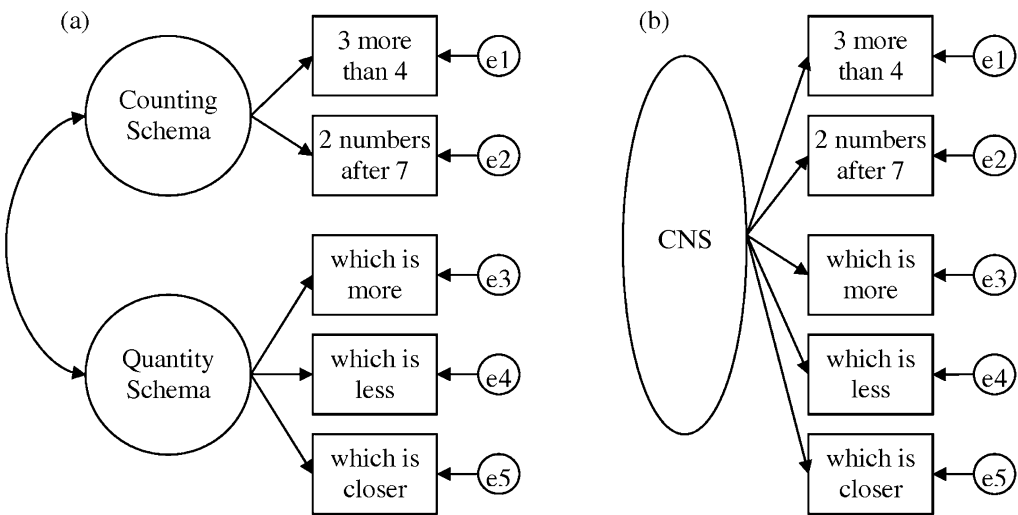 (a)
Counting
Schema
3 more
than 4
e1
2 numbers
after 7
e2
Quantity
Schema
which is
more
e3
which is
less
e4
which is
closer
e5
(b)
CNS
3 more
than 4
e1
2 numbers
after 7
e2
which is
more
e3
which is
less
e4
which is
closer
e5